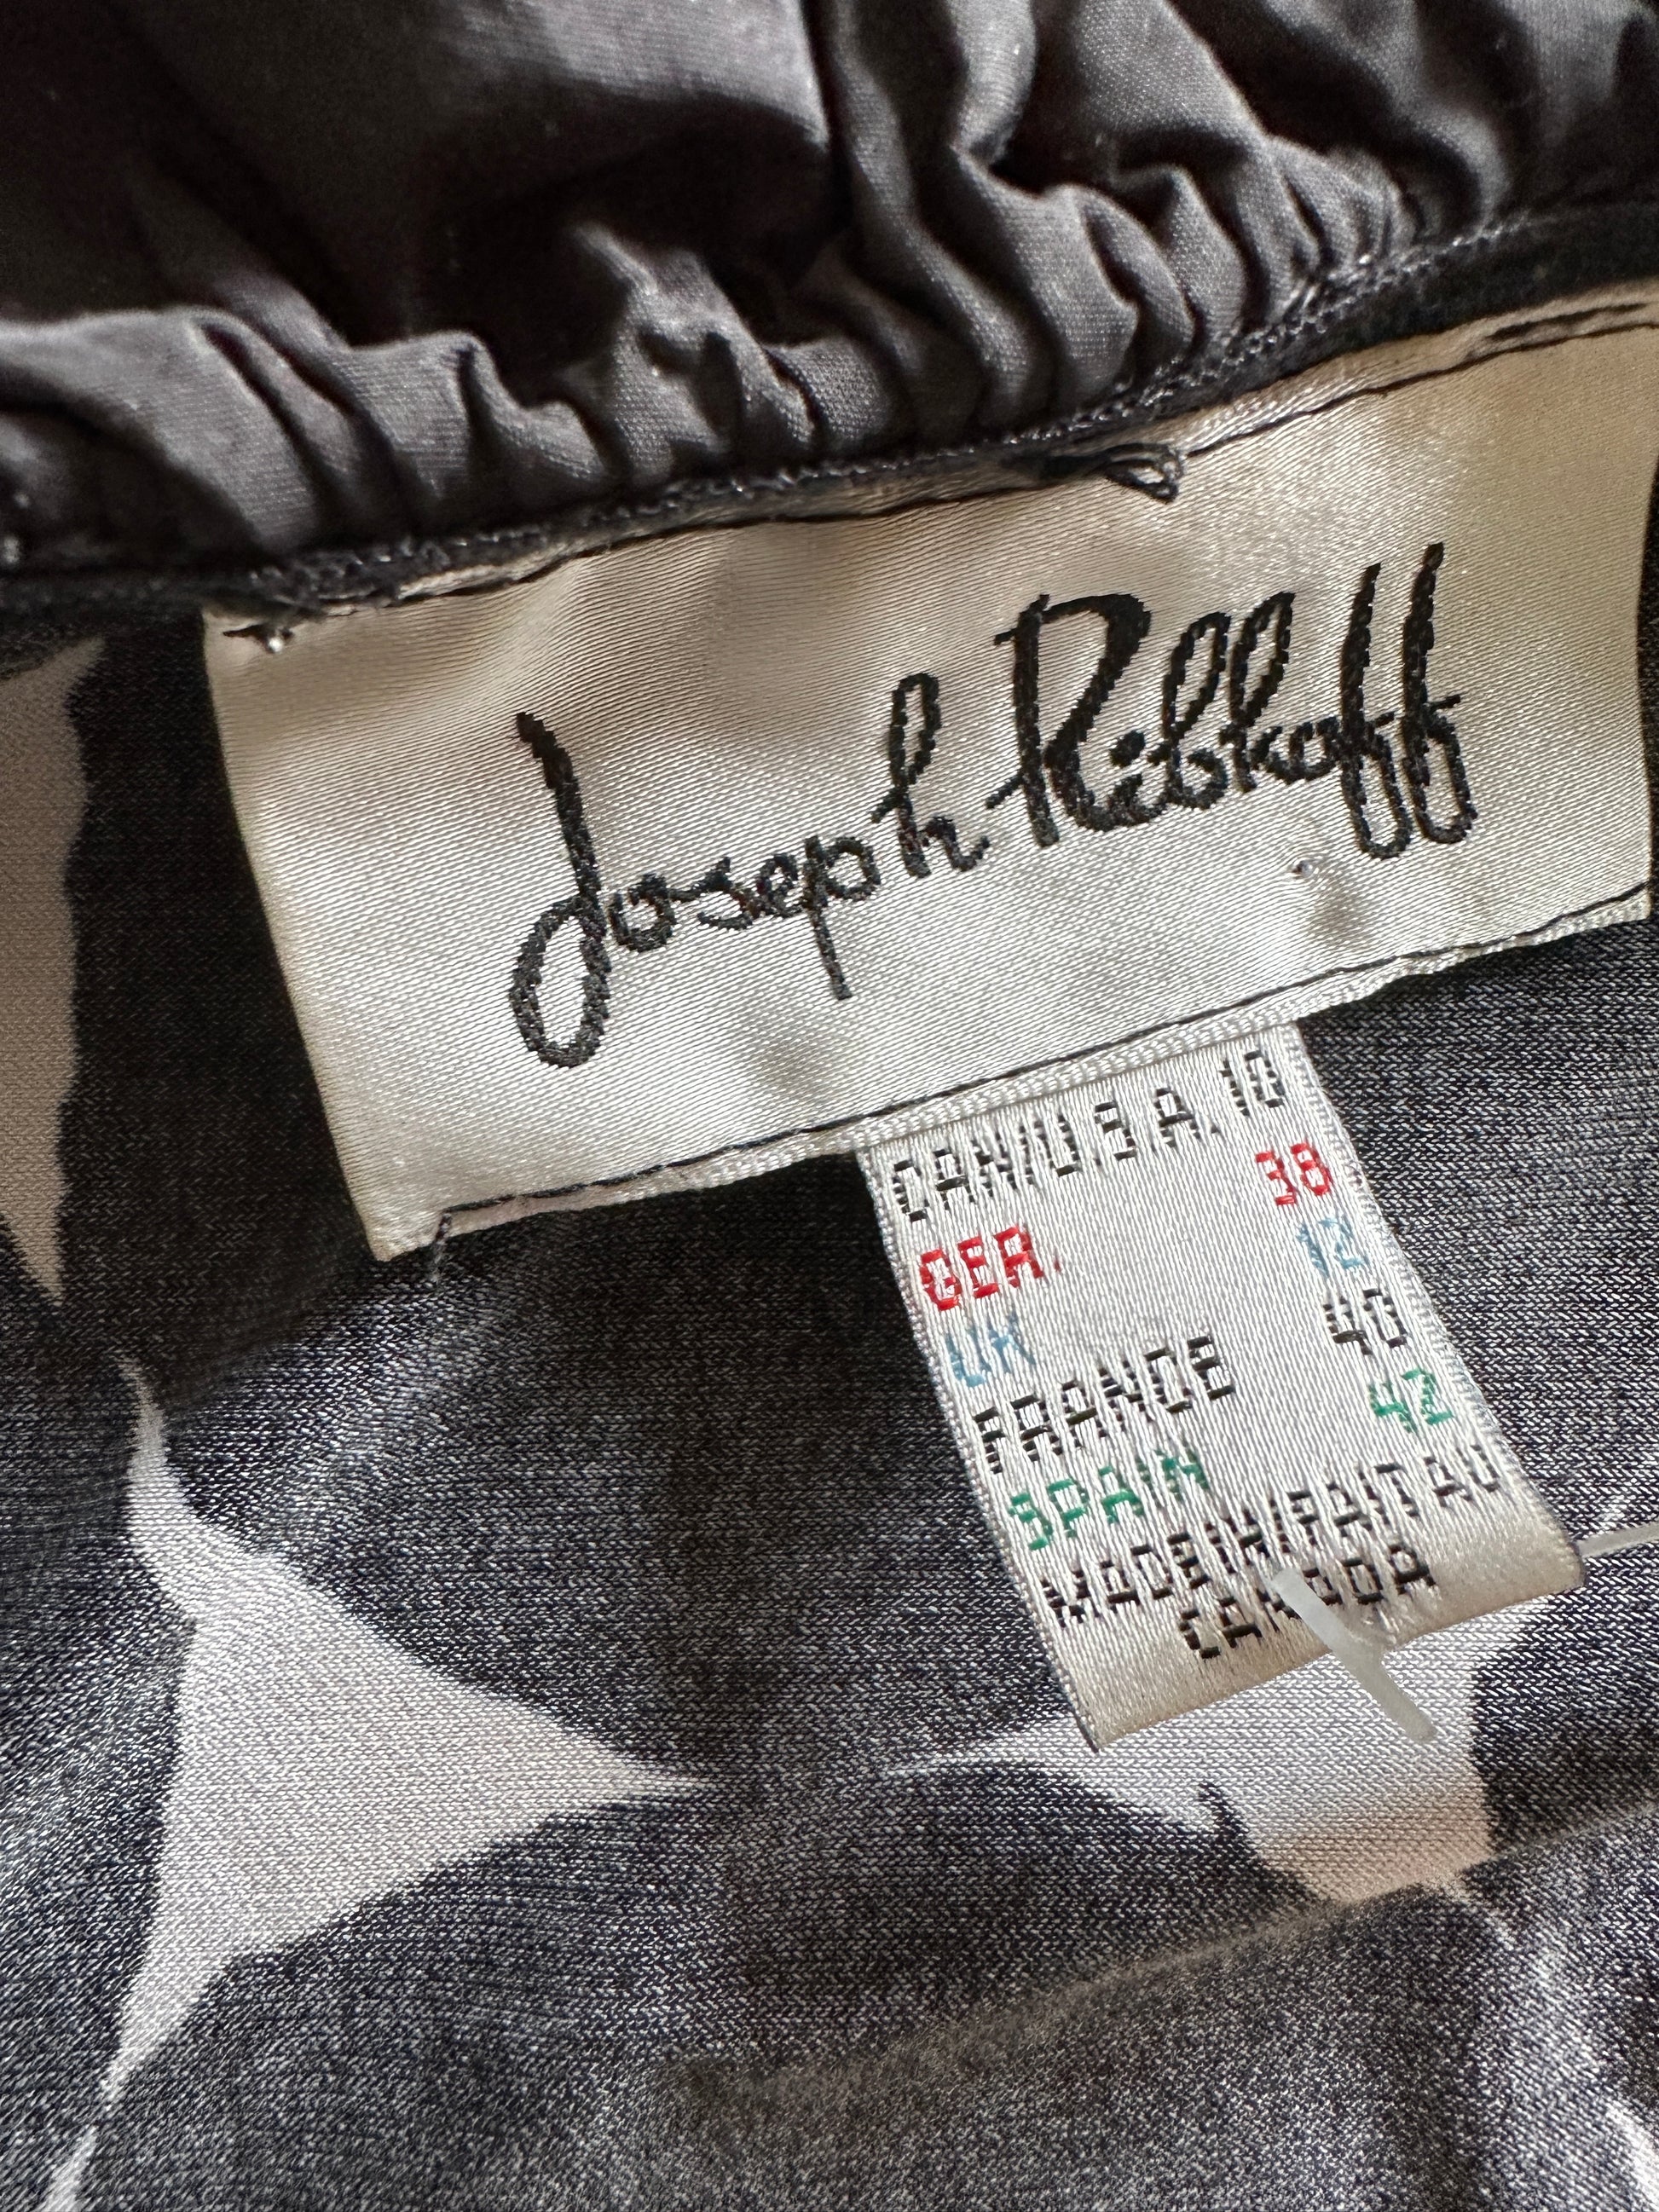 Joseph Ribkoff
CAN/U.S.A. 10
GER. 38
UK 12
FRANCE 40
SPAIN 42
MADE IN/FAIT AU
CANADA